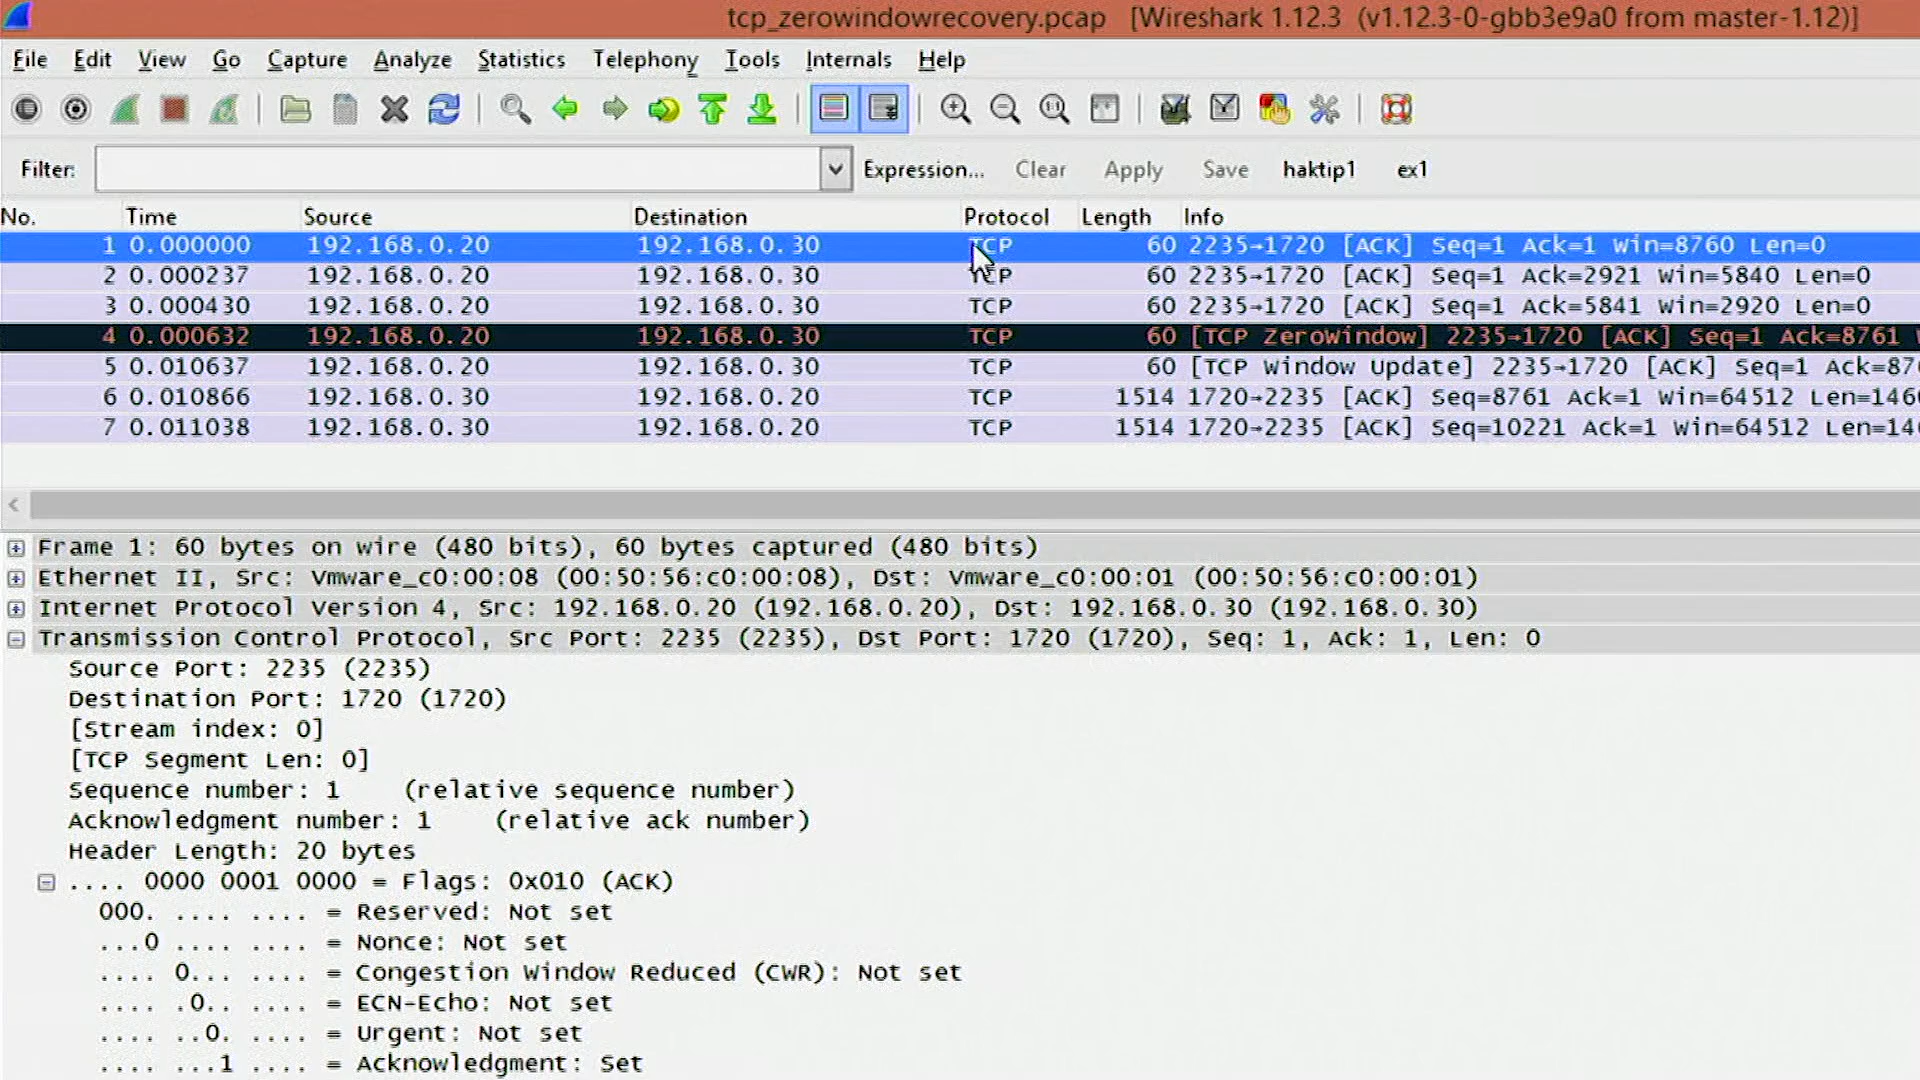 tcp_zerowindowrecovery.pcap [Wireshark 1.12.3 (v1.12.3-0-gbb3e9a0 from master-1.12)]
File Edit View Go Capture Analyze Statistics Telephony Tools Internals Help
Filter: Expression... Clear Apply Save haktip1 ex1
No. Time Source Destination Protocol Length Info
1 0.000000 192.168.0.20 192.168.0.30 TCP 60 2235→1720 [ACK] Seq=1 Ack=1 Win=8760 Len=0
2 0.000237 192.168.0.20 192.168.0.30 TCP 60 2235→1720 [ACK] Seq=1 Ack=2921 Win=5840 Len=0
3 0.000430 192.168.0.20 192.168.0.30 TCP 60 2235→1720 [ACK] Seq=1 Ack=5841 Win=2920 Len=0
4 0.000632 192.168.0.20 192.168.0.30 TCP 60 [TCP ZeroWindow] 2235→1720 [ACK] Seq=1 Ack=8761
5 0.010637 192.168.0.20 192.168.0.30 TCP 60 [TCP Window Update] 2235→1720 [ACK] Seq=1 Ack=87
6 0.010866 192.168.0.30 192.168.0.20 TCP 1514 1720→2235 [ACK] Seq=8761 Ack=1 Win=64512 Len=146
7 0.011038 192.168.0.30 192.168.0.20 TCP 1514 1720→2235 [ACK] Seq=10221 Ack=1 Win=64512 Len=14
Frame 1: 60 bytes on wire (480 bits), 60 bytes captured (480 bits)
Ethernet II, Src: Vmware_c0:00:08 (00:50:56:c0:00:08), Dst: Vmware_c0:00:01 (00:50:56:c0:00:01)
Internet Protocol Version 4, Src: 192.168.0.20 (192.168.0.20), Dst: 192.168.0.30 (192.168.0.30)
Transmission Control Protocol, Src Port: 2235 (2235), Dst Port: 1720 (1720), Seq: 1, Ack: 1, Len: 0
Source Port: 2235 (2235)
Destination Port: 1720 (1720)
[Stream index: 0]
[TCP Segment Len: 0]
Sequence number: 1 (relative sequence number)
Acknowledgment number: 1 (relative ack number)
Header Length: 20 bytes
.... 0000 0001 0000 = Flags: 0x010 (ACK)
000. .... .... = Reserved: Not set
...0 .... .... = Nonce: Not set
.... 0... .... = Congestion Window Reduced (CWR): Not set
.... .0.. .... = ECN-Echo: Not set
.... ..0. .... = Urgent: Not set
.... ...1 .... = Acknowledgment: Set